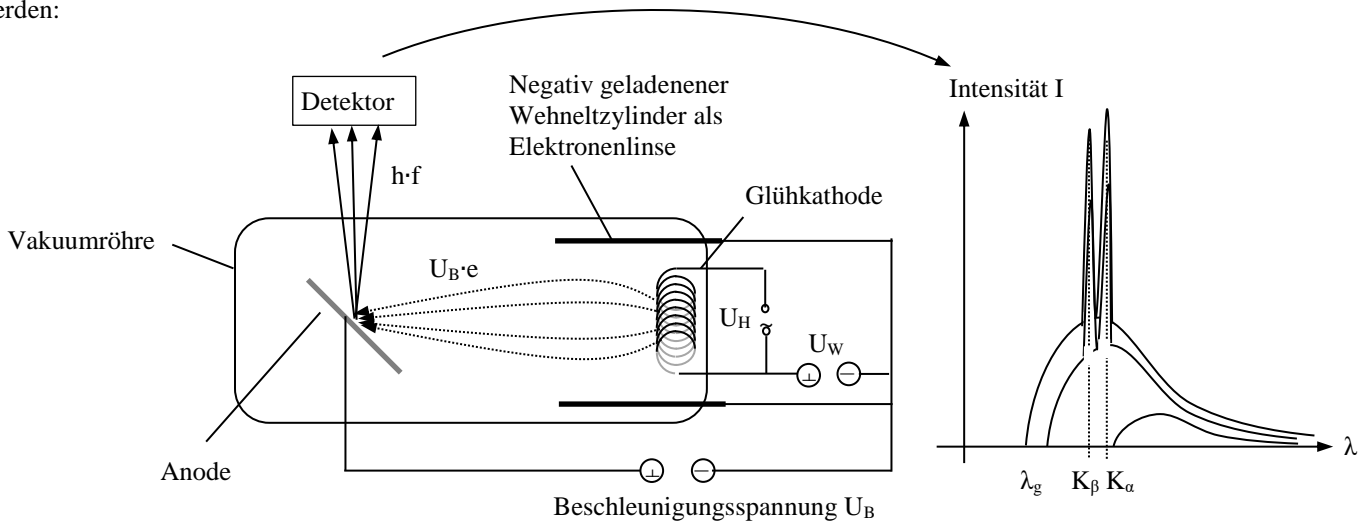 erden:
Detektor
Negativ geladenener
Wehneltzylinder als
Elektronenlinse
Intensität I
h·f
Glühkathode
Vakuumröhre
U_B·e
U_H
~
U_W
Anode
Beschleunigungsspannung U_B
λ
λ_g
K_β
K_α